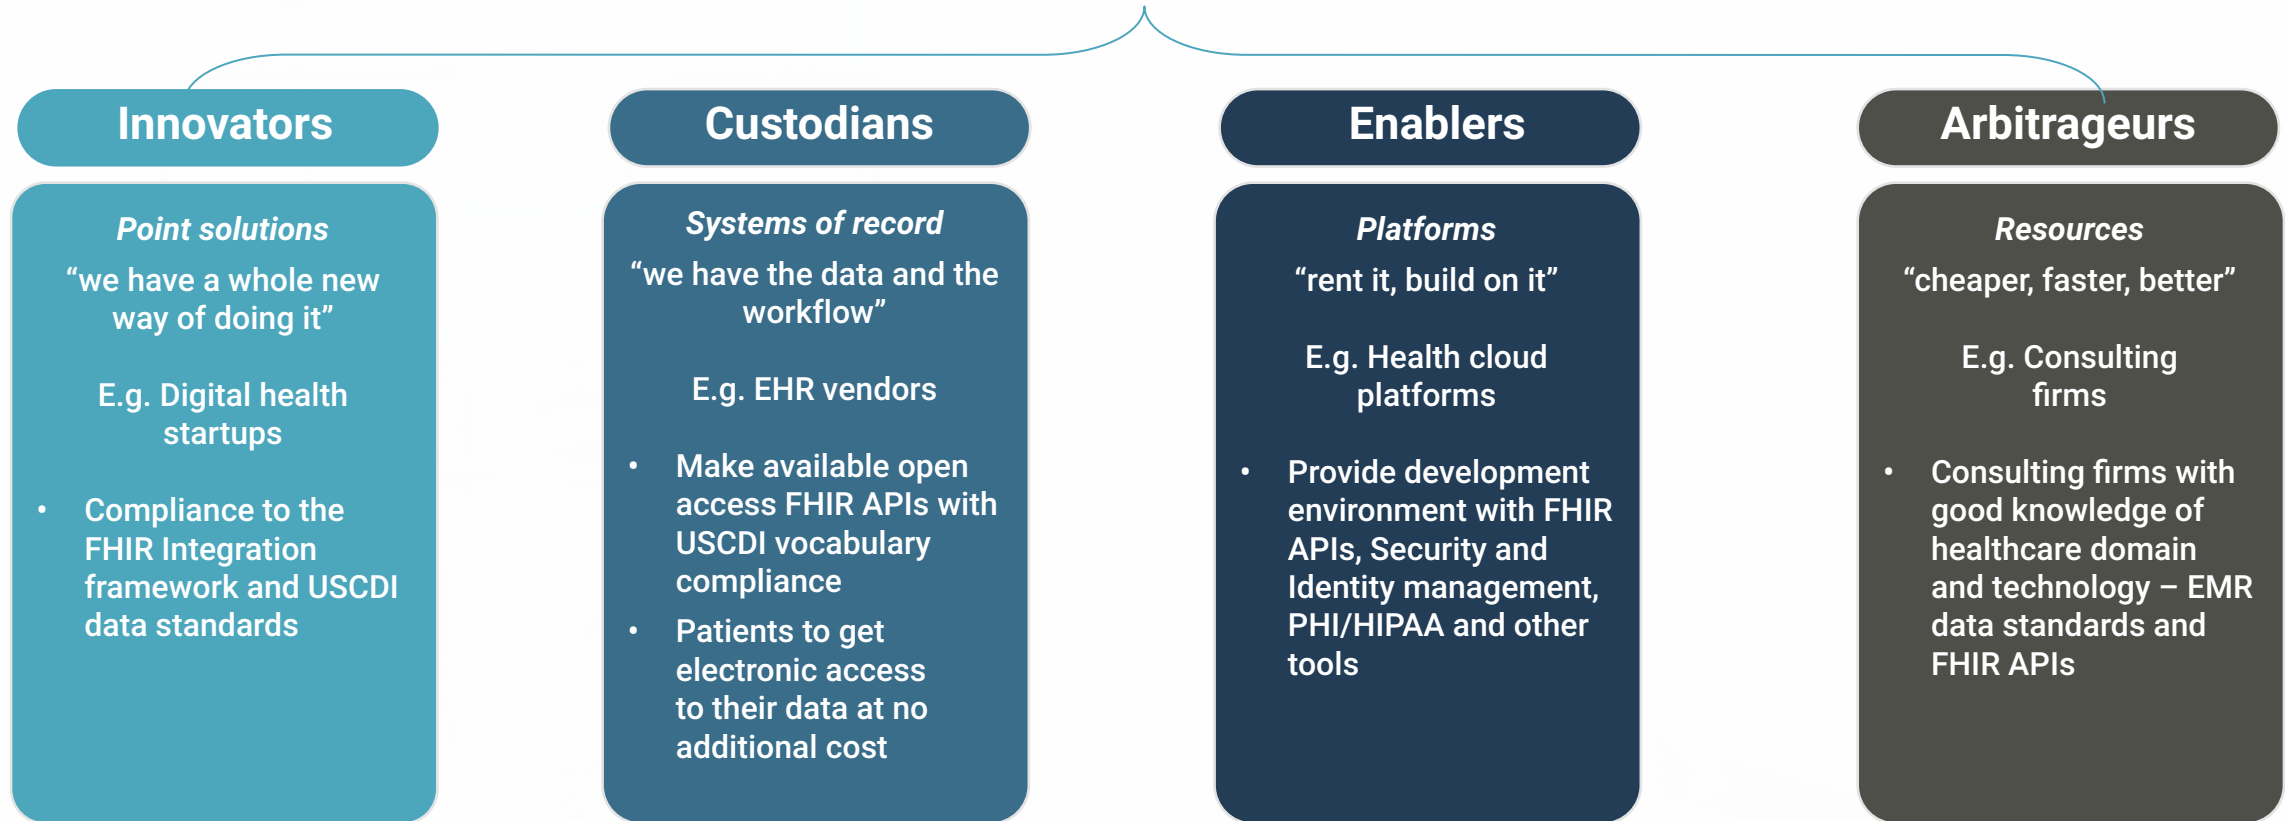 Innovators
Point solutions
“we have a whole new
way of doing it”
E.g. Digital health
startups
• Compliance to the
FHIR Integration
framework and USCDI
data standards
Custodians
Systems of record
“we have the data and the
workflow”
E.g. EHR vendors
• Make available open
access FHIR APIs with
USCDI vocabulary
compliance
• Patients to get
electronic access
to their data at no
additional cost
Enablers
Platforms
“rent it, build on it”
E.g. Health cloud
platforms
• Provide development
environment with FHIR
APIs, Security and
Identity management,
PHI/HIPAA and other
tools
Arbitrageurs
Resources
“cheaper, faster, better”
E.g. Consulting
firms
• Consulting firms with
good knowledge of
healthcare domain
and technology – EMR
data standards and
FHIR APIs